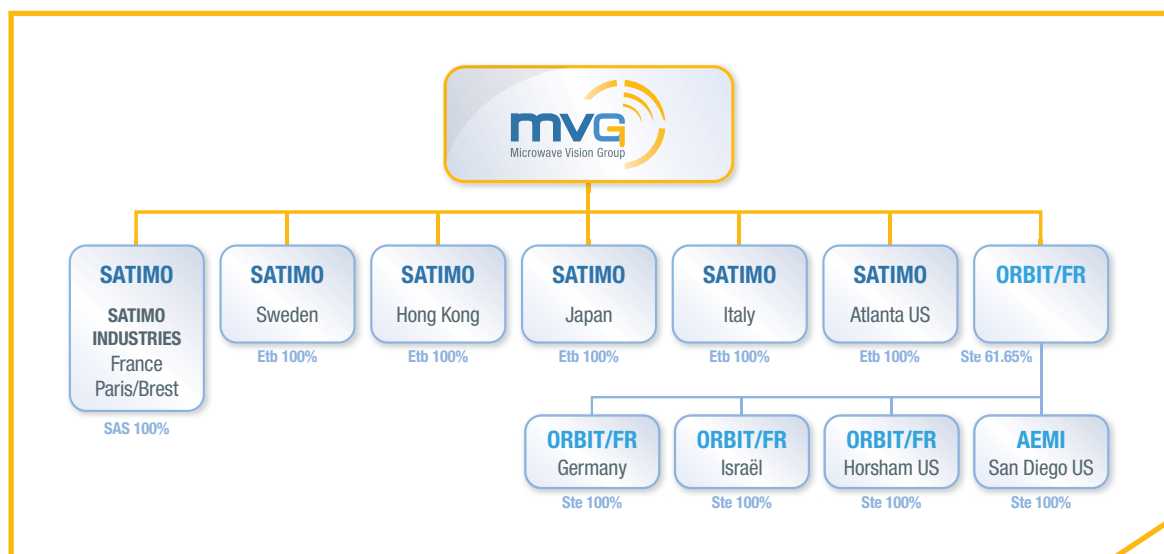 mvG
Microwave Vision Group
SATIMO
SATIMO
INDUSTRIES
France
Paris/Brest
SAS 100%
SATIMO
Sweden
Etb 100%
SATIMO
Hong Kong
Etb 100%
SATIMO
Japan
Etb 100%
SATIMO
Italy
Etb 100%
SATIMO
Atlanta US
Etb 100%
ORBIT/FR
Ste 61.65%
ORBIT/FR
Germany
Ste 100%
ORBIT/FR
Israël
Ste 100%
ORBIT/FR
Horsham US
Ste 100%
AEMI
San Diego US
Ste 100%